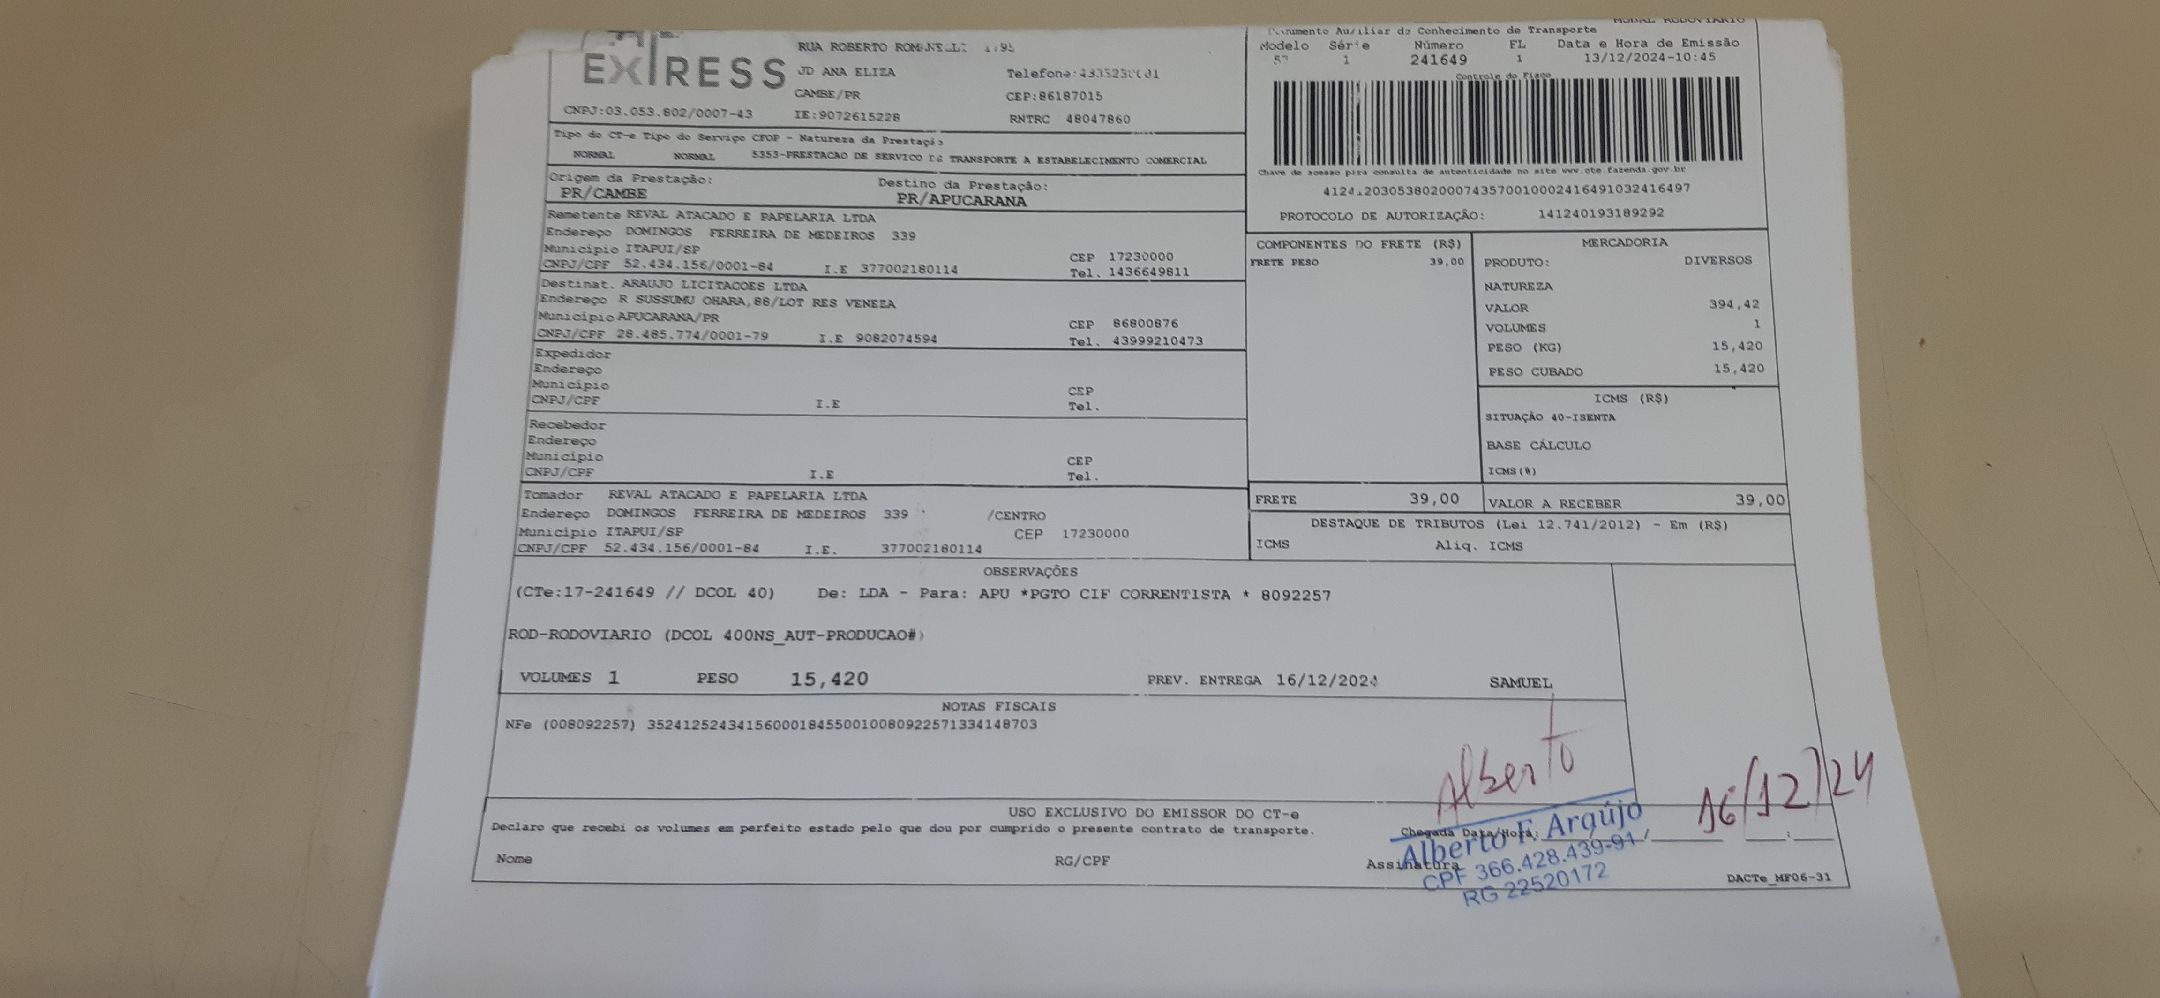 EXPRESS
RUA ROBERTO
JD ANA ELIZA
CAMBE/PR
CEP:86187015
CNPJ:03.053.802/0007-43 IE:9072615228 RNTRC 48047860
Tipo do CT-e Tipo do Serviço CFOP - Natureza da Prestação
NORMAL NORMAL 5353-PRESTACAO DE SERVICO DE TRANSPORTE A ESTABELECIMENTO COMERCIAL
Origem da Prestação: Destino da Prestação:
PR/CAMBE PR/APUCARANA
Remetente REVAL ATACADO E PAPELARIA LTDA
Endereço DOMINGOS FERREIRA DE MEDEIROS 339
Município ITAPUI/SP CEP 17230000
CNPJ/CPF 52.434.156/0001-84 I.E 377002180114 Tel. 1436649811
Destinat. ARAUJO LICITACOES LTDA
Endereço R SUSSUMU OHARA,88/LOT RES VENEZA
Município APUCARANA/PR CEP 86800876
CNPJ/CPF 28.485.774/0001-79 I.E 9082074594 Tel. 43999210473
Expedidor
Endereço
Município CEP
CNPJ/CPF I.E Tel.
Recebedor
Endereço
Município CEP
CNPJ/CPF I.E Tel.
Tomador REVAL ATACADO E PAPELARIA LTDA
Endereço DOMINGOS FERREIRA DE MEDEIROS 339 /CENTRO
Município ITAPUI/SP CEP 17230000
CNPJ/CPF 52.434.156/0001-84 I.E. 377002180114
MODAL RODOVIARIO
Documento Auxiliar do Conhecimento de Transporte
Modelo Série Número FL Data e Hora de Emissão
57 1 241649 1 13/12/2024-10:45
Controle do Fisco
Chave de acesso para consulta de autenticidade no site www.cte.fazenda.gov.br
41241203053802000743570010002416491032416497
PROTOCOLO DE AUTORIZAÇÃO: 141240193189292
COMPONENTES DO FRETE (R$)
FRETE PESO 39,00
MERCADORIA
PRODUTO: DIVERSOS
NATUREZA
VALOR 394,42
VOLUMES 1
PESO (KG) 15,420
PESO CUBADO 15,420
ICMS (R$)
SITUAÇÃO 40-ISENTA
BASE CÁLCULO
ICMS(%)
FRETE 39,00 VALOR A RECEBER 39,00
DESTAQUE DE TRIBUTOS (Lei 12.741/2012) - Em (R$)
ICMS Aliq. ICMS
OBSERVAÇÕES
(CTe:17-241649 // DCOL 40) De: LDA - Para: APU *PGTO CIF CORRENTISTA * 8092257
ROD-RODOVIARIO (DCOL 400NS_AUT-PRODUCAO#)
VOLUMES 1 PESO 15,420 PREV. ENTREGA 16/12/2024 SAMUEL
NOTAS FISCAIS
NFe (008092257) 35241252434156000184550010080922571334148703
Alberto
16/12/24
USO EXCLUSIVO DO EMISSOR DO CT-e
Declaro que recebi os volumes em perfeito estado pelo que dou por cumprido o presente contrato de transporte.
Chegada Data/Hora:
Nome RG/CPF Assinatura
Alberto F. Araújo
CPF 366.428.439-91
RG 22520172
DACTe_MF06-31